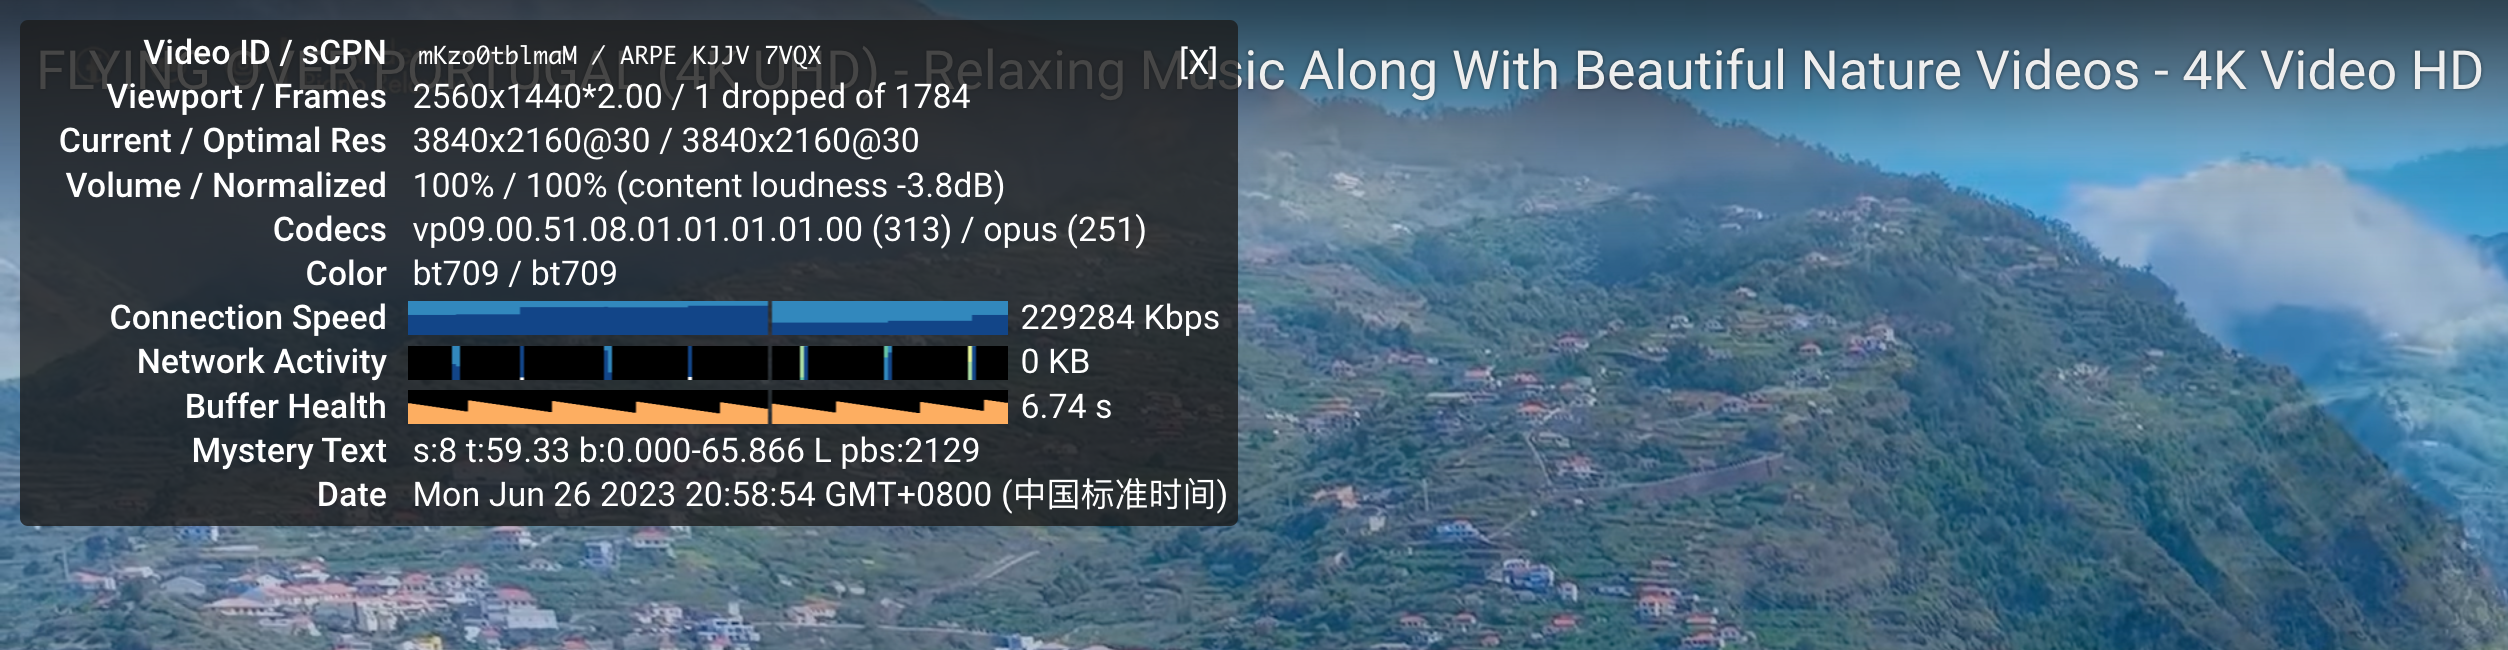 FLYING OVER PORTUGAL (4K UHD) - Relaxing Music Along With Beautiful Nature Videos - 4K Video HD
[X]
Video ID / sCPN mKzo0tblmaM / ARPE KJJV 7VQX
Viewport / Frames 2560x1440*2.00 / 1 dropped of 1784
Current / Optimal Res 3840x2160@30 / 3840x2160@30
Volume / Normalized 100% / 100% (content loudness -3.8dB)
Codecs vp09.00.51.08.01.01.01.01.00 (313) / opus (251)
Color bt709 / bt709
Connection Speed 229284 Kbps
Network Activity 0 KB
Buffer Health 6.74 s
Mystery Text s:8 t:59.33 b:0.000-65.866 L pbs:2129
Date Mon Jun 26 2023 20:58:54 GMT+0800 (中国标准时间)